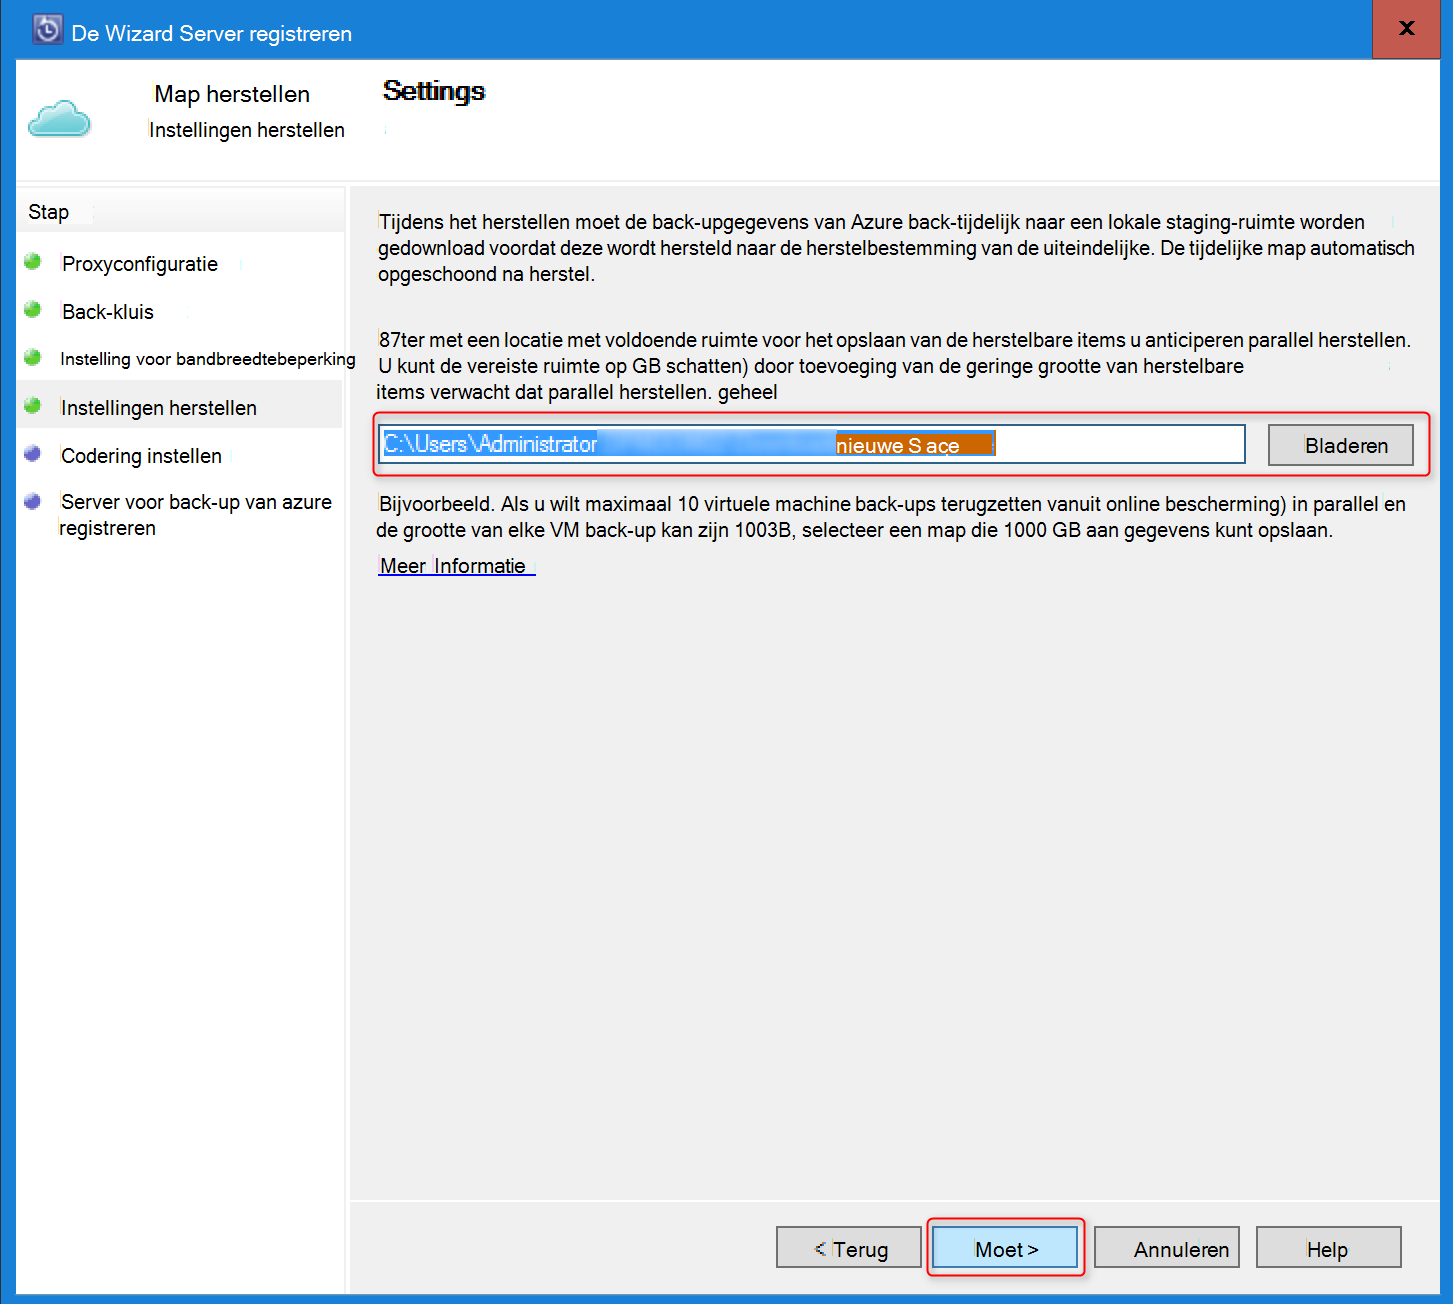 De Wizard Server registreren
x
Map herstellen
Instellingen herstellen
Settings
Stap
Proxyconfiguratie
Back-kluis
Instelling voor bandbreedtebeperking
Instellingen herstellen
Codering instellen
Server voor back-up van azure
registreren
Tijdens het herstellen moet de back-upgegevens van Azure back-tijdelijk naar een lokale staging-ruimte worden
gedownload voordat deze wordt hersteld naar de herstelbestemming van de uiteindelijke. De tijdelijke map automatisch
opgeschoond na herstel.
87ter met een locatie met voldoende ruimte voor het opslaan van de herstelbare items u anticiperen parallel herstellen.
U kunt de vereiste ruimte op GB schatten) door toevoeging van de geringe grootte van herstelbare
items verwacht dat parallel herstellen. geheel
C:\Users\Administrator nieuwe S ace
Bladeren
Bijvoorbeeld. Als u wilt maximaal 10 virtuele machine back-ups terugzetten vanuit online bescherming) in parallel en
de grootte van elke VM back-up kan zijn 1003B, selecteer een map die 1000 GB aan gegevens kunt opslaan.
Meer Informatie
< Terug
Moet >
Annuleren
Help